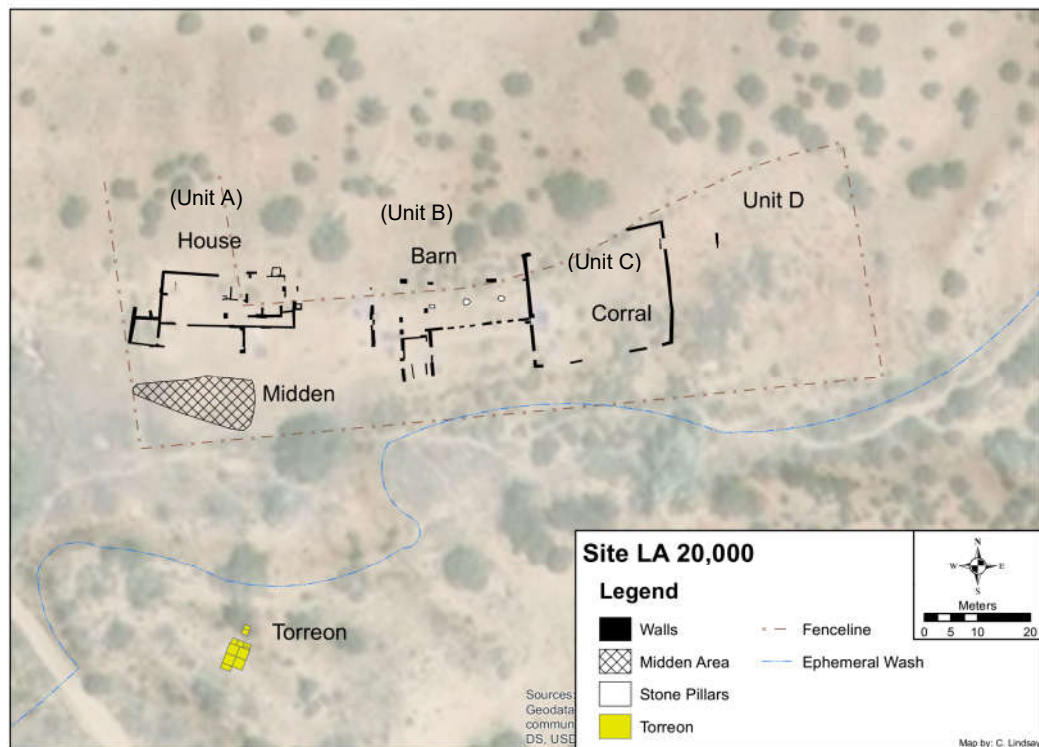 (Unit A)
House
(Unit B)
Barn
(Unit C)
Corral
Unit D
Midden
Torreon
Sources:
Geodata
commun
DS, USD
Site LA 20,000
Legend
Walls
Midden Area
Stone Pillars
Torreon
Fenceline
Ephemeral Wash
N
W
E
S
Meters
0 5 10 20
Map by: C. Lindsay